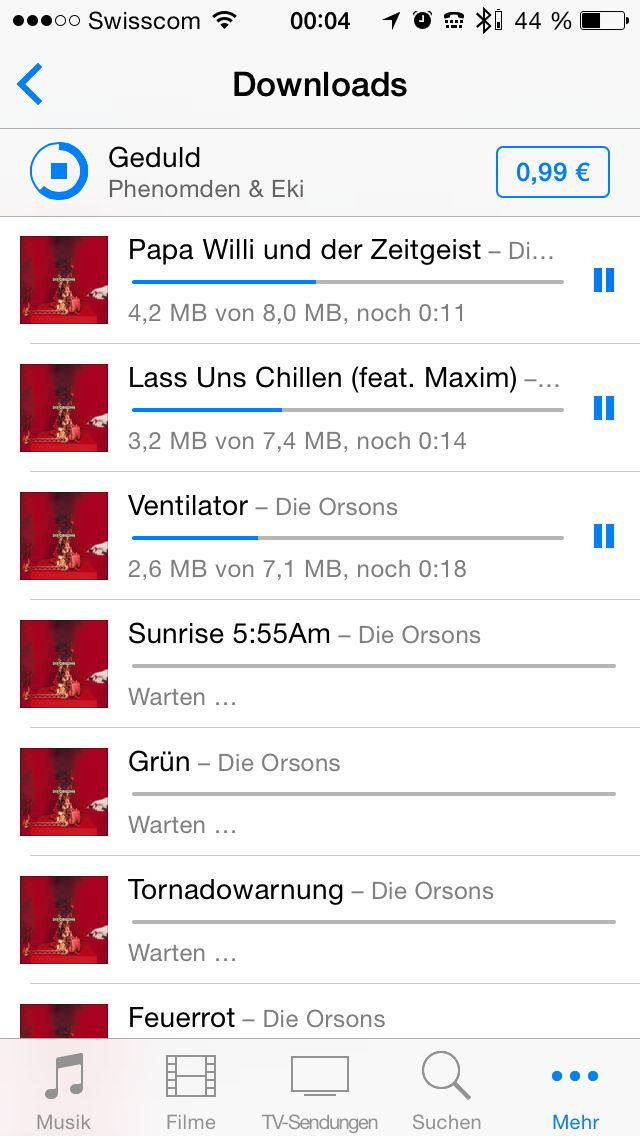 Swisscom 00:04 44 %
Downloads
Geduld
Phenomden & Eki
0,99 €
Papa Willi und der Zeitgeist – Di…
4,2 MB von 8,0 MB, noch 0:11
Lass Uns Chillen (feat. Maxim) –…
3,2 MB von 7,4 MB, noch 0:14
Ventilator – Die Orsons
2,6 MB von 7,1 MB, noch 0:18
Sunrise 5:55Am – Die Orsons
Warten …
Grün – Die Orsons
Warten …
Tornadowarnung – Die Orsons
Warten …
Feuerrot – Die Orsons
Musik Filme TV-Sendungen Suchen Mehr